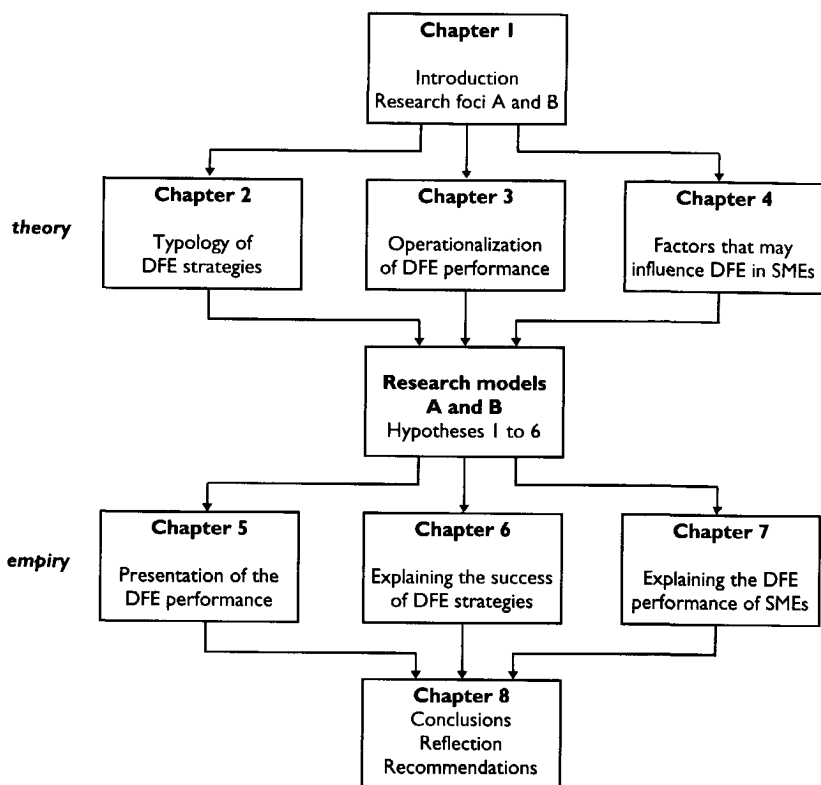 Chapter 1
Introduction
Research foci A and B
theory
Chapter 2
Typology of
DFE strategies
Chapter 3
Operationalization
of DFE performance
Chapter 4
Factors that may
influence DFE in SMEs
Research models
A and B
Hypotheses 1 to 6
empiry
Chapter 5
Presentation of the
DFE performance
Chapter 6
Explaining the success
of DFE strategies
Chapter 7
Explaining the DFE
performance of SMEs
Chapter 8
Conclusions
Reflection
Recommendations